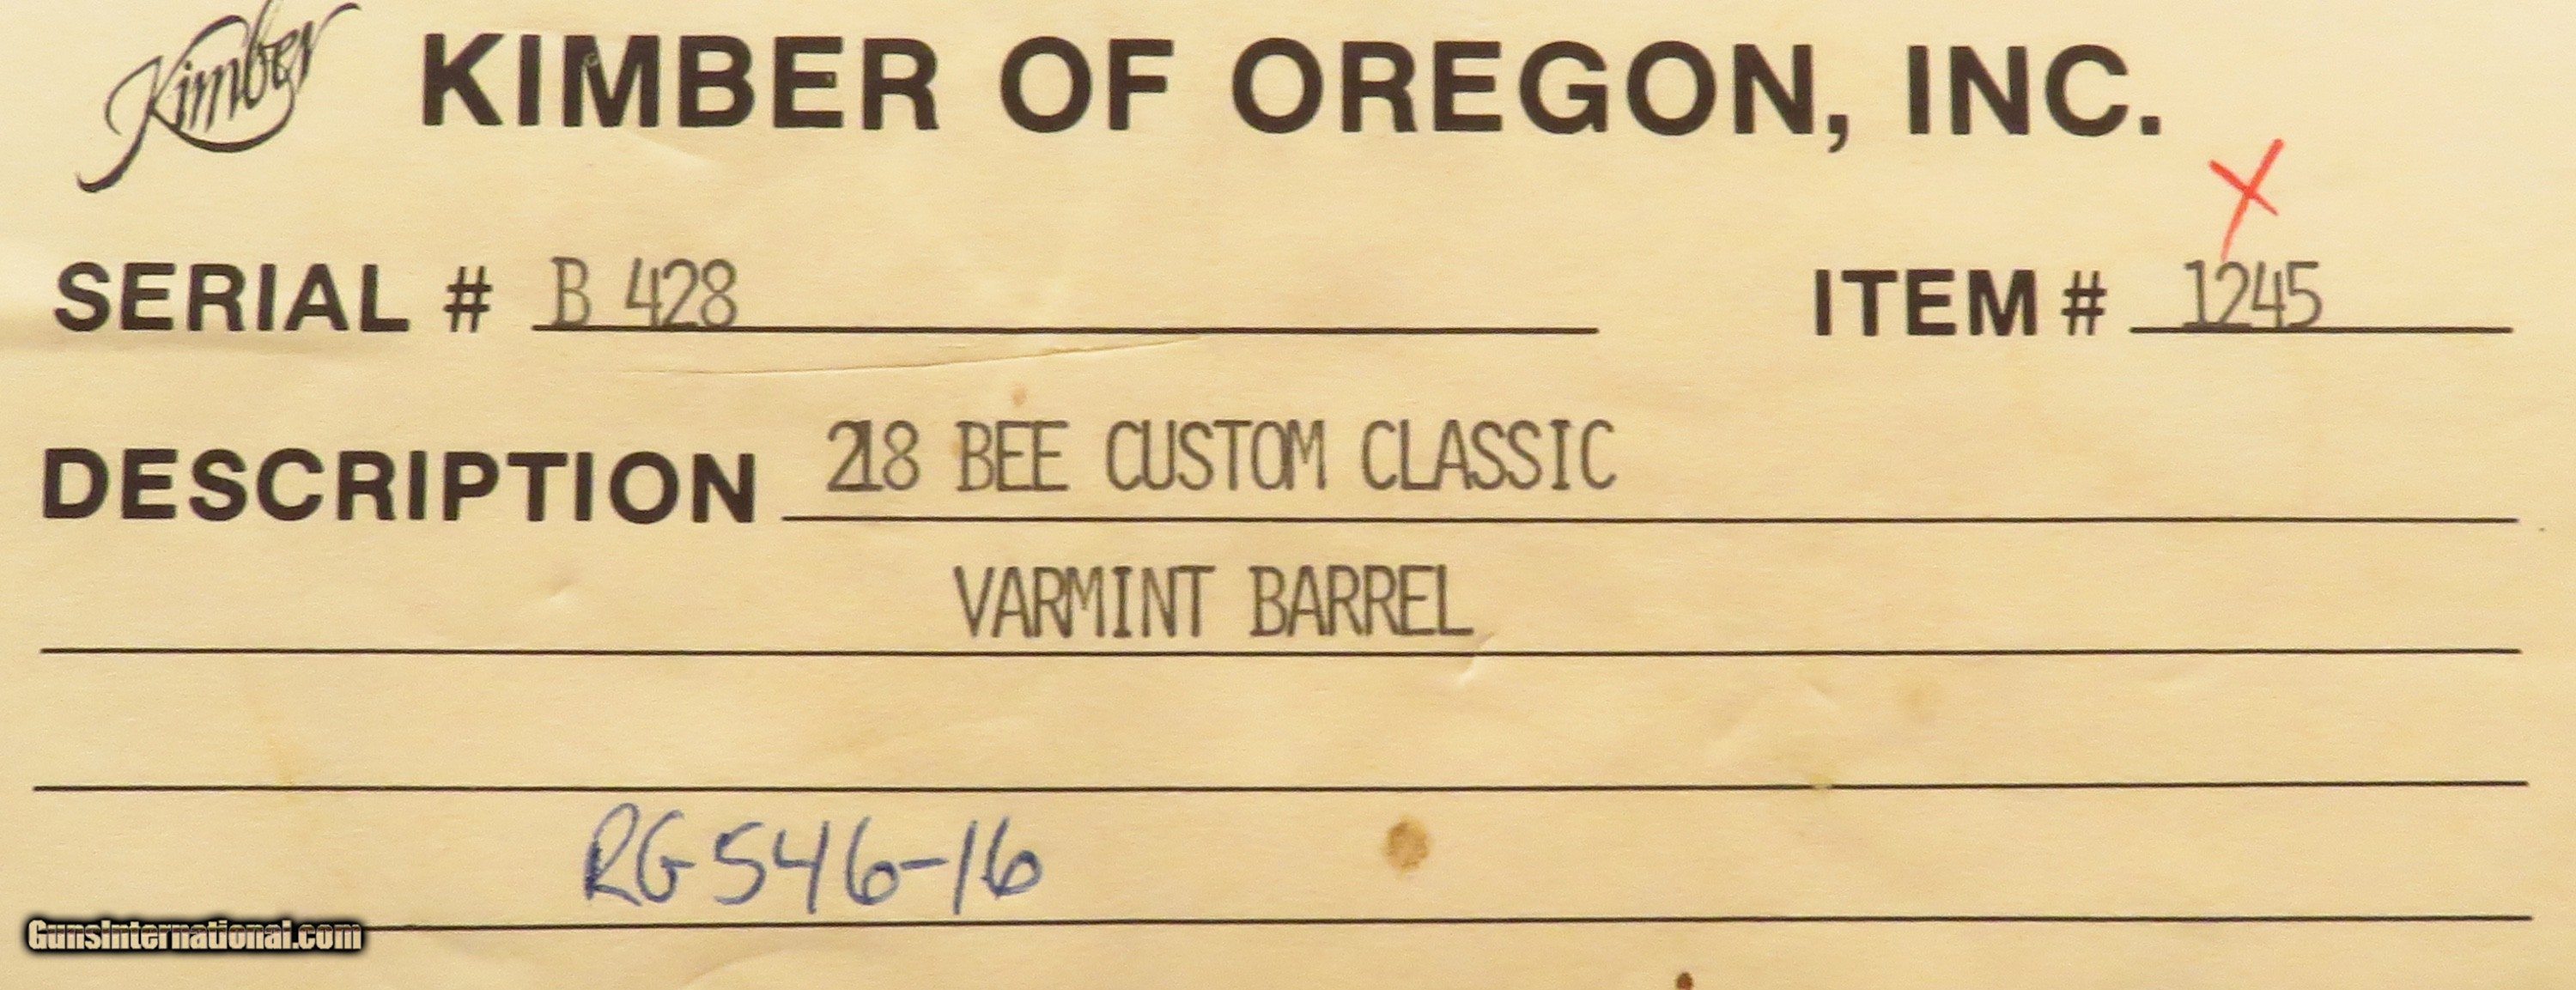 Kimber KIMBER OF OREGON, INC.
X
SERIAL # B 428 ITEM # 1245
DESCRIPTION 218 BEE CUSTOM CLASSIC
VARMINT BARREL
RG546-16
GunsInternational.com